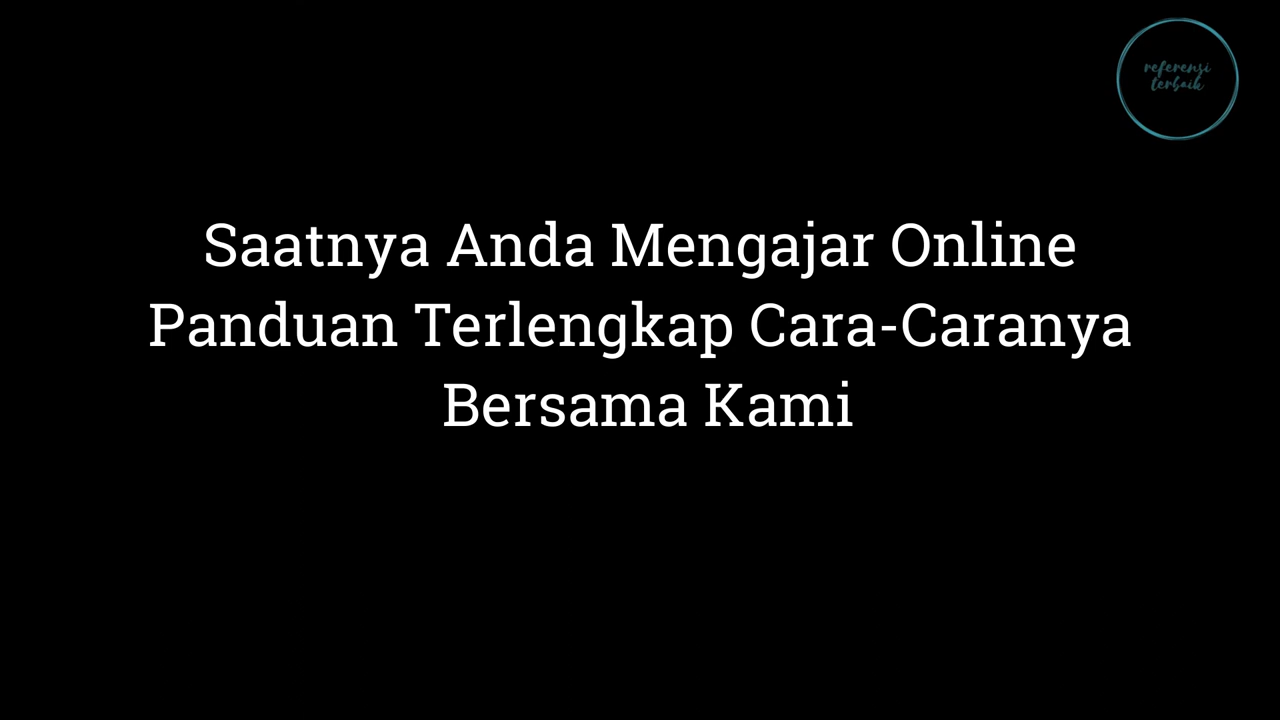 referensi
terbaik
Saatnya Anda Mengajar Online
Panduan Terlengkap Cara-Caranya
Bersama Kami